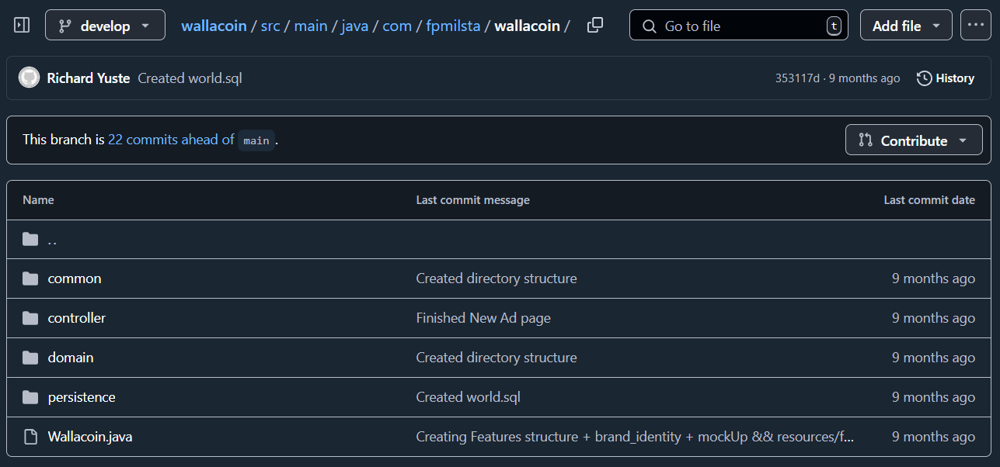 develop wallacoin / src / main / java / com / fpmilsta / wallacoin / Go to file t Add file ...
Richard Yuste Created world.sql 353117d · 9 months ago History
This branch is 22 commits ahead of main . Contribute
Name Last commit message Last commit date
..
common Created directory structure 9 months ago
controller Finished New Ad page 9 months ago
domain Created directory structure 9 months ago
persistence Created world.sql 9 months ago
Wallacoin.java Creating Features structure + brand_identity + mockUp && resources/f... 9 months ago